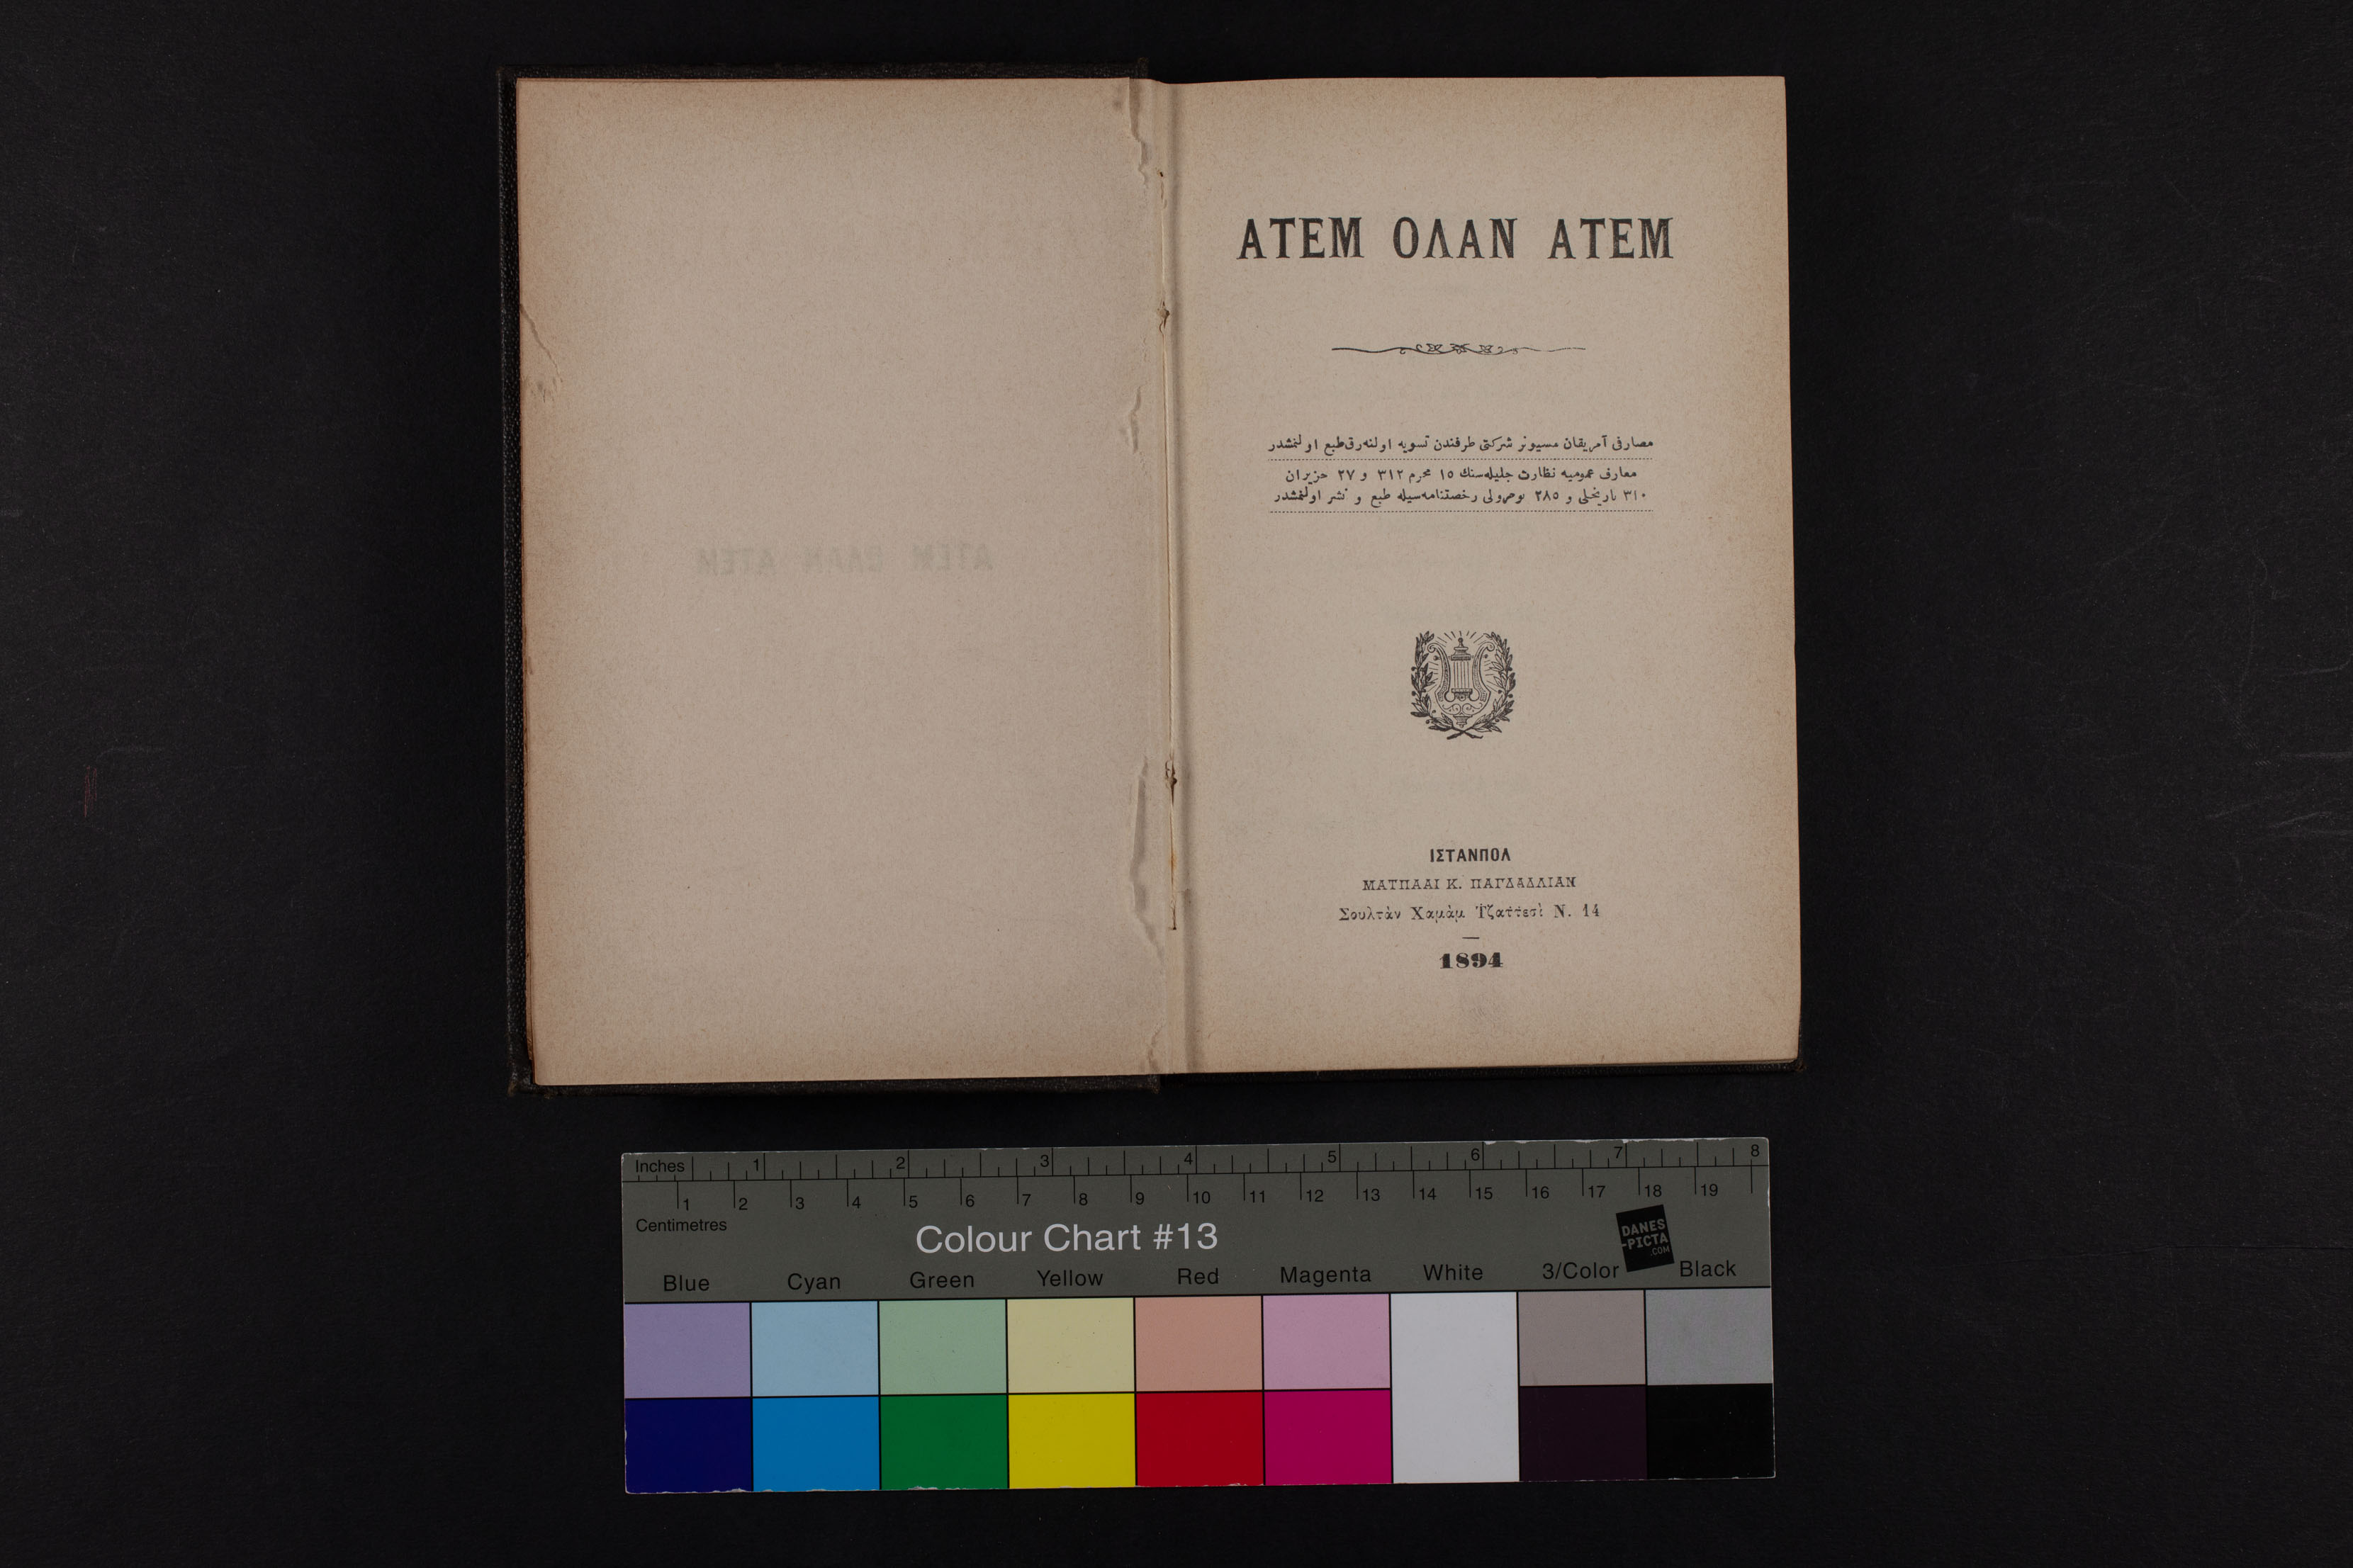 ΑΤΕΜ ΟΛΑΝ ΑΤΕΜ
مصارفی آمریقان مسیونر شرکتی طرفندن تسویه اولنه‌رق طبع اولنمشدر
معارف عمومیه نظارت جلیله‌سنك ١٥ محرم ٣١٢ و ٢٧ حزیران
٣١٠ تاریخلی و ٢٨٥ نومرولی رخصتنامه‌سیله طبع و نشر اولنمشدر
ΙΣΤΑΝΠΟΛ
ΜΑΤΠΑΑΙ Κ. ΠΑΓΔΑΔΛΙΑΝ
Σουλτὰν Χαμὰμ Τζαττεσὶ Ν. 14
1894
Inches 1 2 3 4 5 6 7 8
1 2 3 4 5 6 7 8 9 10 11 12 13 14 15 16 17 18 19
Centimetres
Colour Chart #13
DANES
-PICTA
.COM
Blue Cyan Green Yellow Red Magenta White 3/Color Black